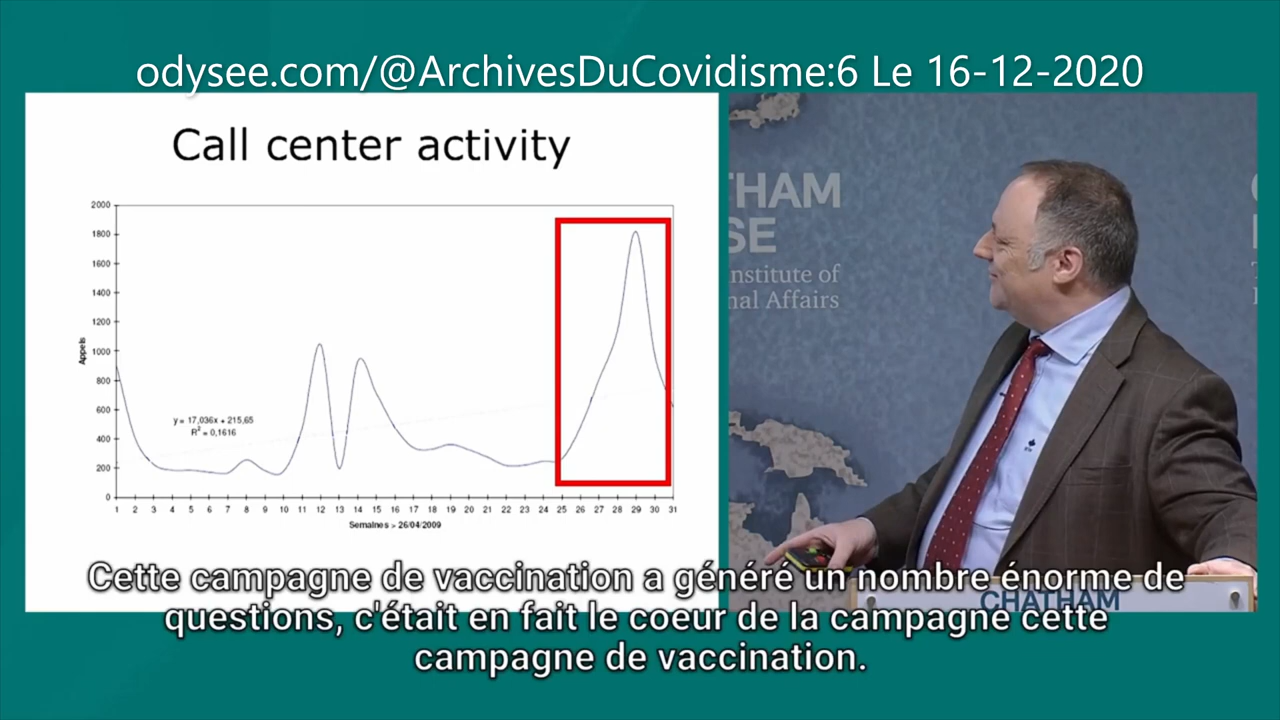 odysee.com/@ArchivesDuCovidisme:6 Le 16-12-2020
Call center activity
2000
1800
1600
1400
1200
1000
800
600
400
200
0
Appels
y = 17,036x + 215,65
R² = 0,1616
1 2 3 4 5 6 7 8 9 10 11 12 13 14 15 16 17 18 19 20 21 22 23 24 25 26 27 28 29 30 31
Semaines > 26/04/2009
THAM
SE
nstitute of
nal Affairs
CHATHAM
Cette campagne de vaccination a généré un nombre énorme de
questions, c'était en fait le coeur de la campagne cette
campagne de vaccination.